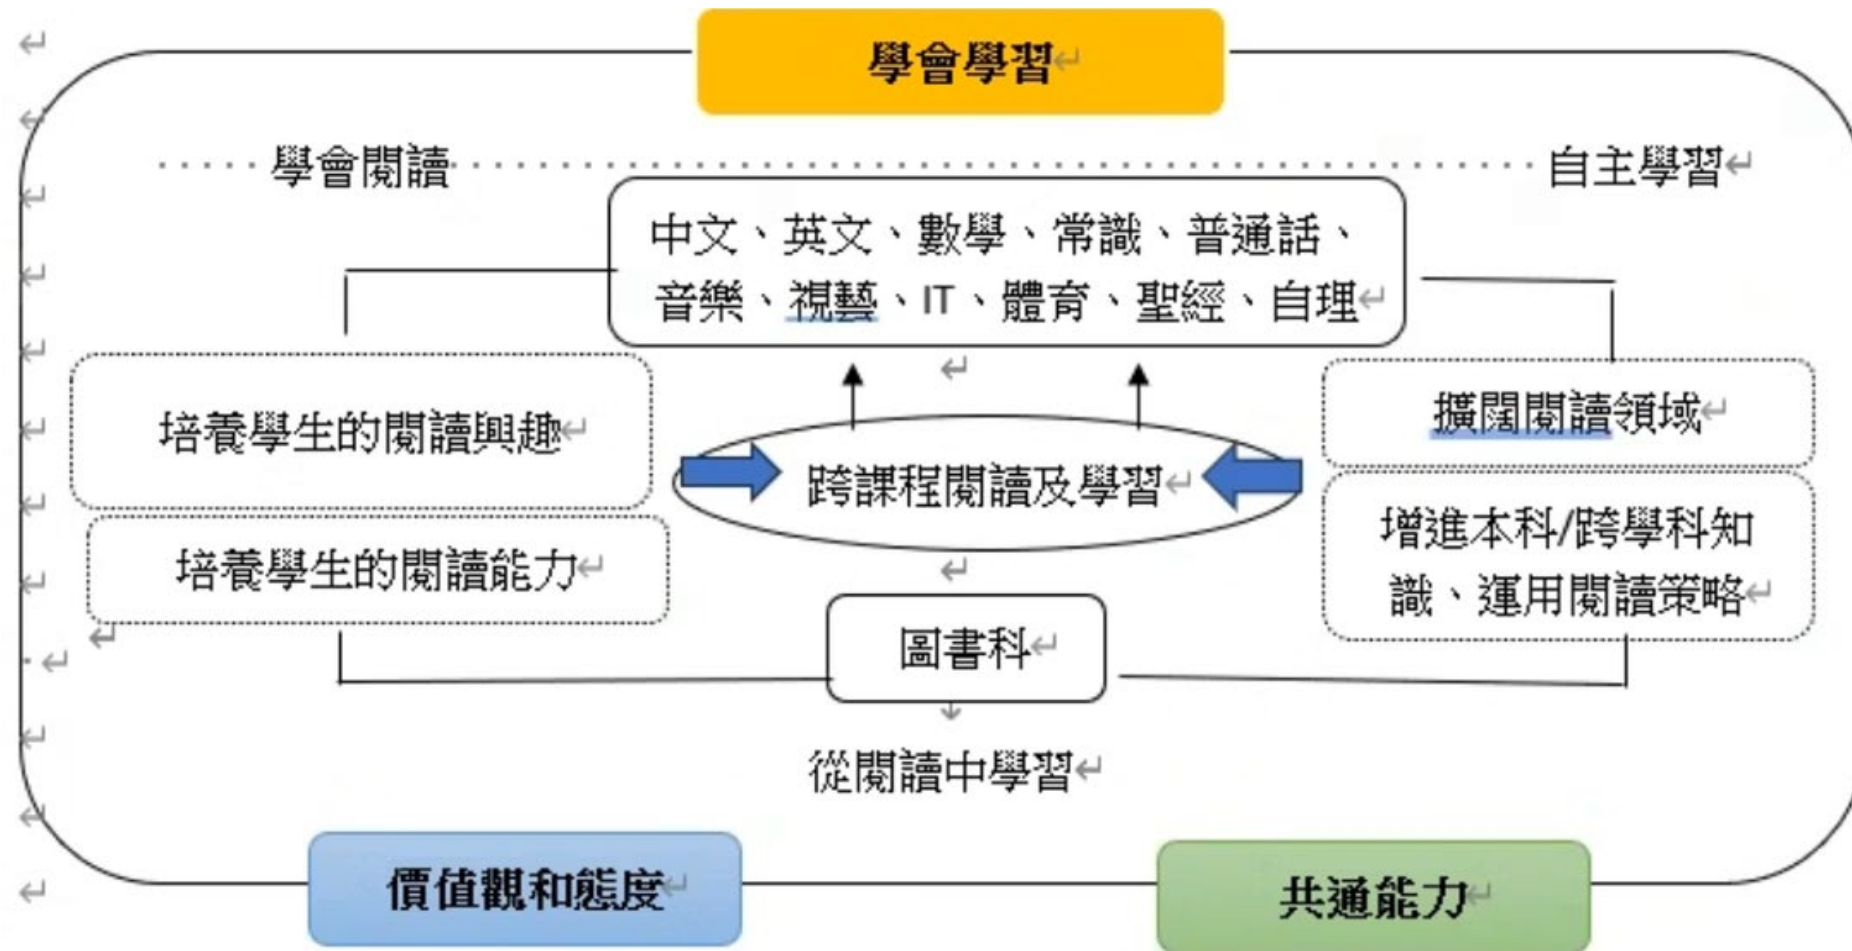 學會學習
學會閱讀
自主學習
中文、英文、數學、常識、普通話、
音樂、視藝、IT、體育、聖經、自理
培養學生的閱讀興趣
擴闊閱讀領域
跨課程閱讀及學習
培養學生的閱讀能力
增進本科/跨學科知
識、運用閱讀策略
圖書科
從閱讀中學習
價值觀和態度
共通能力